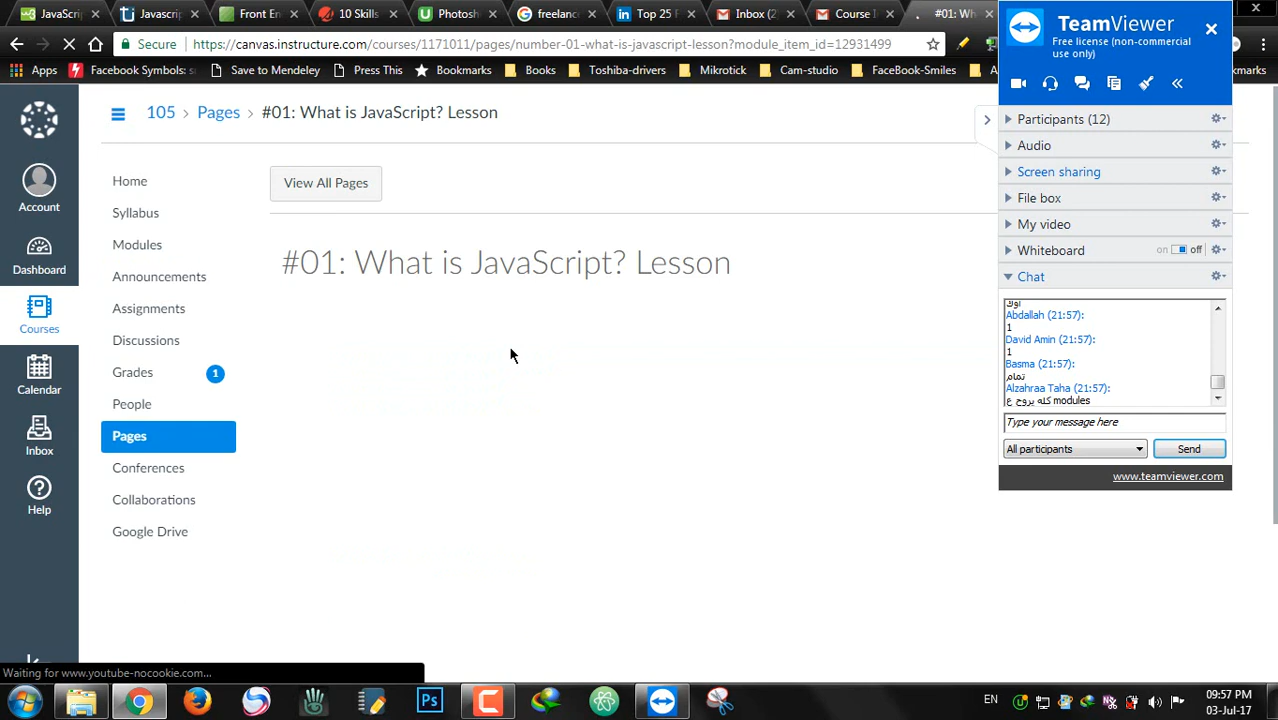 JavaScri
Javascrip
Front En
10 Skills
Photosh
freelanc
Top 25 F
Inbox (2
Course I
#01: Wh
Secure
https://canvas.instructure.com/courses/1171011/pages/number-01-what-is-javascript-lesson?module_item_id=12931499
Apps
Facebook Symbols: s
Save to Mendeley
Press This
Bookmarks
Books
Toshiba-drivers
Mikrotick
Cam-studio
FaceBook-Smiles
TeamViewer
Free license (non-commercial
use only)
Participants (12)
Audio
Screen sharing
File box
My video
Whiteboard
on
off
Chat
اوك
Abdallah (21:57):
1
David Amin (21:57):
1
Basma (21:57):
تمام
Alzahraa Taha (21:57):
كله يروح ع modules
Type your message here
All participants
Send
www.teamviewer.com
Account
Dashboard
Courses
Calendar
Inbox
Help
105 > Pages > #01: What is JavaScript? Lesson
Home
Syllabus
Modules
Announcements
Assignments
Discussions
Grades
1
People
Pages
Conferences
Collaborations
Google Drive
View All Pages
#01: What is JavaScript? Lesson
Waiting for www.youtube-nocookie.com...
Ps
EN
09:57 PM
03-Jul-17